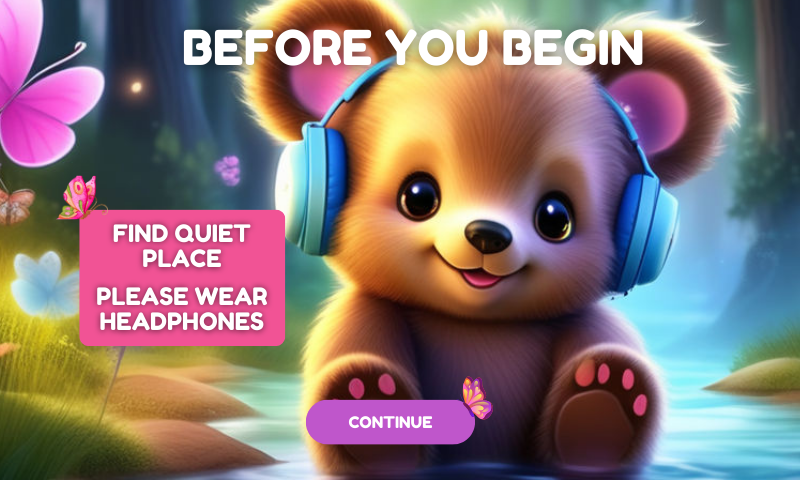 BEFORE YOU BEGIN
FIND QUIET
PLACE
PLEASE WEAR
HEADPHONES
CONTINUE